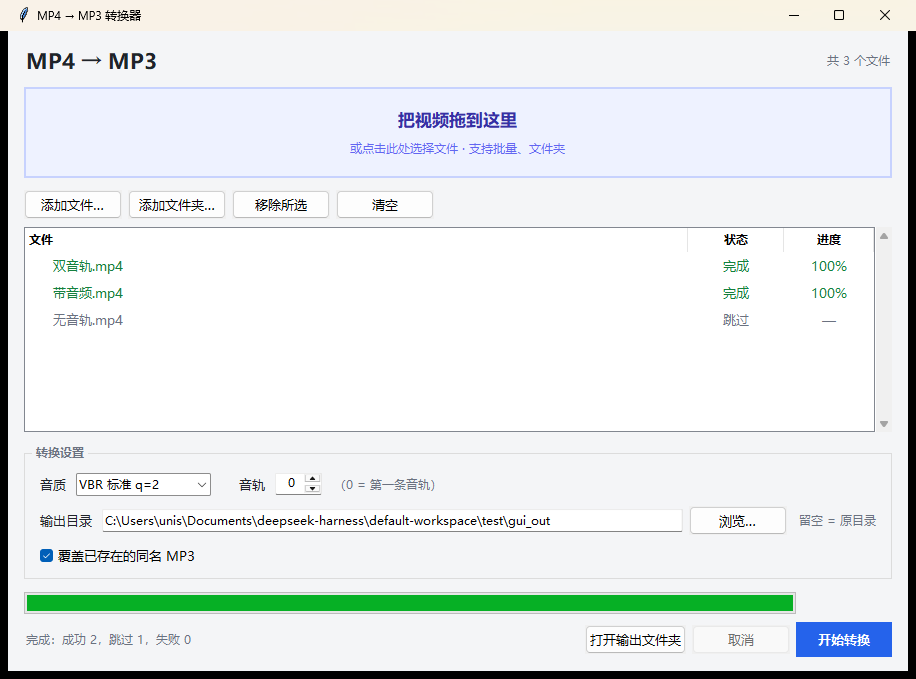 MP4 → MP3 转换器
MP4 → MP3
共 3 个文件
把视频拖到这里
或点击此处选择文件 · 支持批量、文件夹
添加文件... 添加文件夹... 移除所选 清空
文件 状态 进度
双音轨.mp4 完成 100%
带音频.mp4 完成 100%
无音轨.mp4 跳过 —
转换设置
音质 VBR 标准 q=2 音轨 0 (0 = 第一条音轨)
输出目录 C:\Users\unis\Documents\deepseek-harness\default-workspace\test\gui_out 浏览... 留空 = 原目录
覆盖已存在的同名 MP3
完成：成功 2，跳过 1，失败 0 打开输出文件夹 取消 开始转换